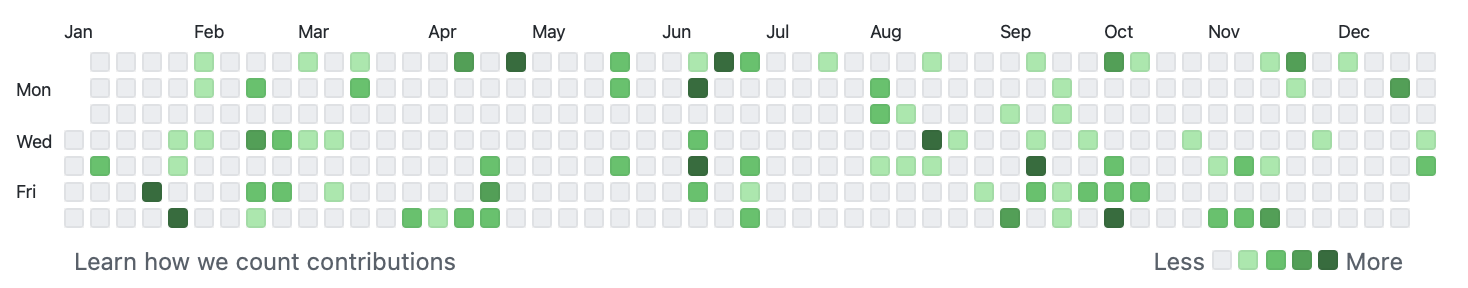 Jan Feb Mar Apr May Jun Jul Aug Sep Oct Nov Dec
Mon
Wed
Fri
Learn how we count contributions
Less More